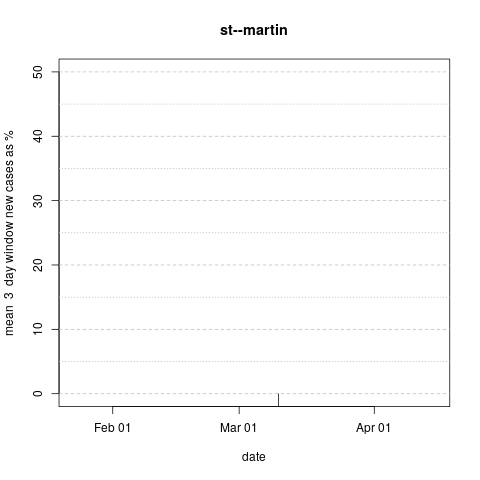 st--martin
mean 3 day window new cases as %
50
40
30
20
10
0
Feb 01
Mar 01
Apr 01
date